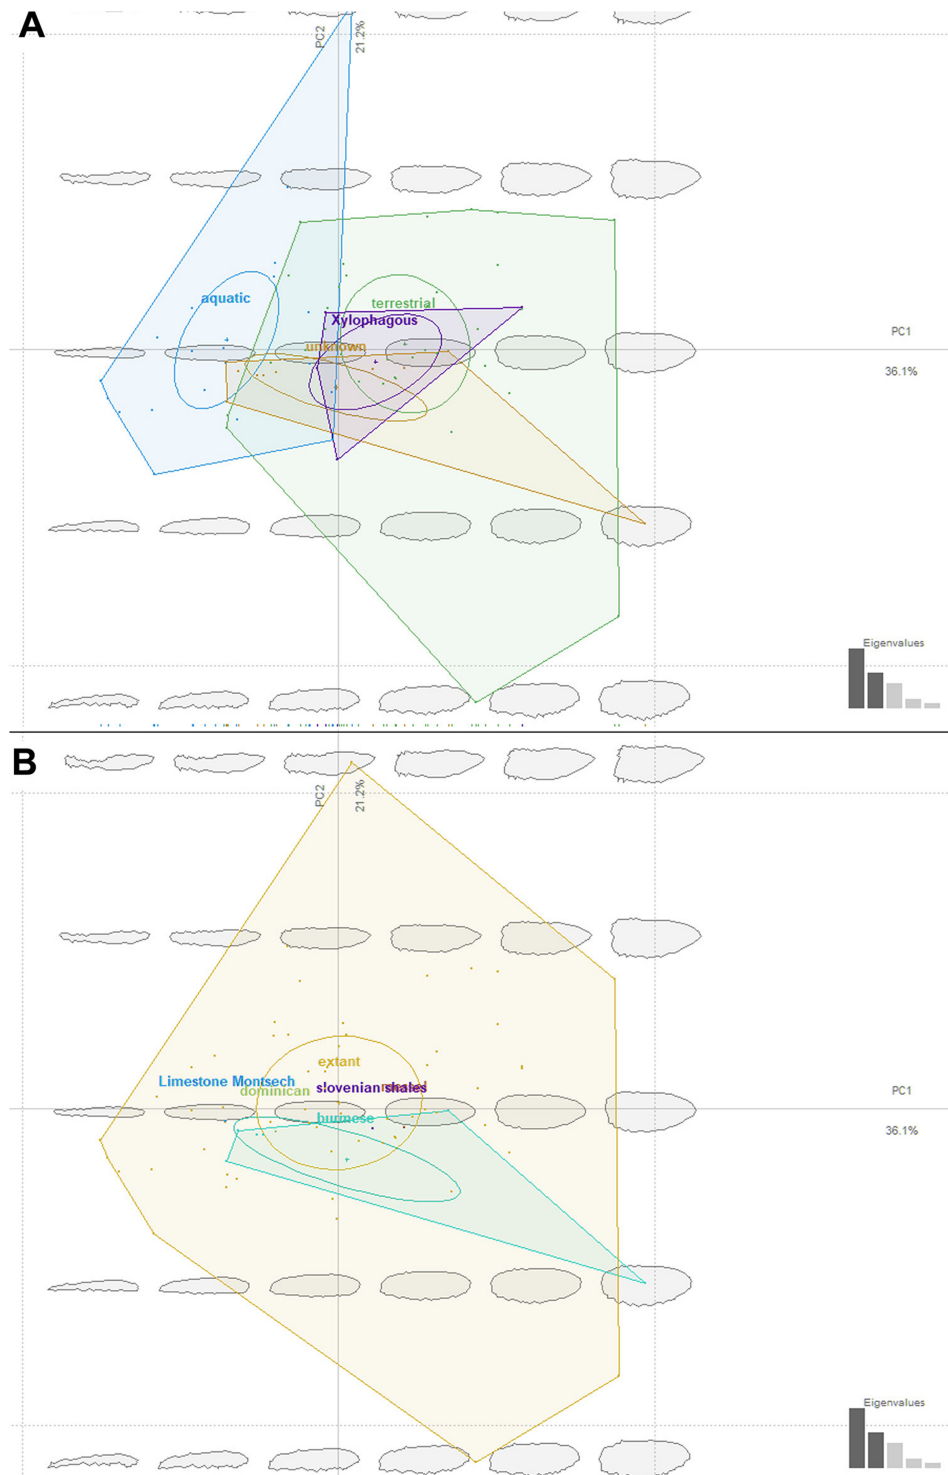 A
PC2
21.2%
aquatic
terrestrial
Xylophagous
unknown
PC1
36.1%
Eigenvalues
B
PC2
21.2%
extant
Limestone Montsech
dominican
slovenian shales
burmese
PC1
36.1%
Eigenvalues